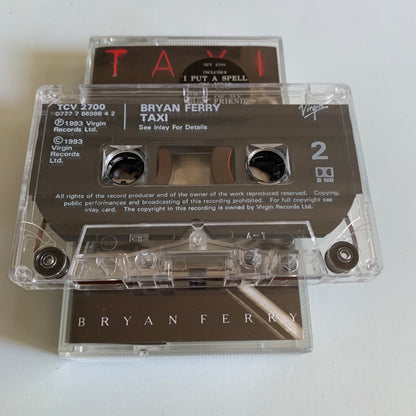 TAXI
TCV 2700
INCLUDES
'I PUT A SPELL
FRIEND
TCV 2700
0777 7 86998 4 2
℗1993 Virgin
Records Ltd.
©1993
Virgin
Records Ltd.
BRYAN FERRY
TAXI
See Inlay For Details
Virgin
2
All rights of the record producer and of the owner of the work reproduced reserved. Copying,
public performances and broadcasting of this recording prohibited. For full copyright see
inlay card. The copyright in this recording is owned by Virgin Records Ltd.
A-1
BRYAN FERRY